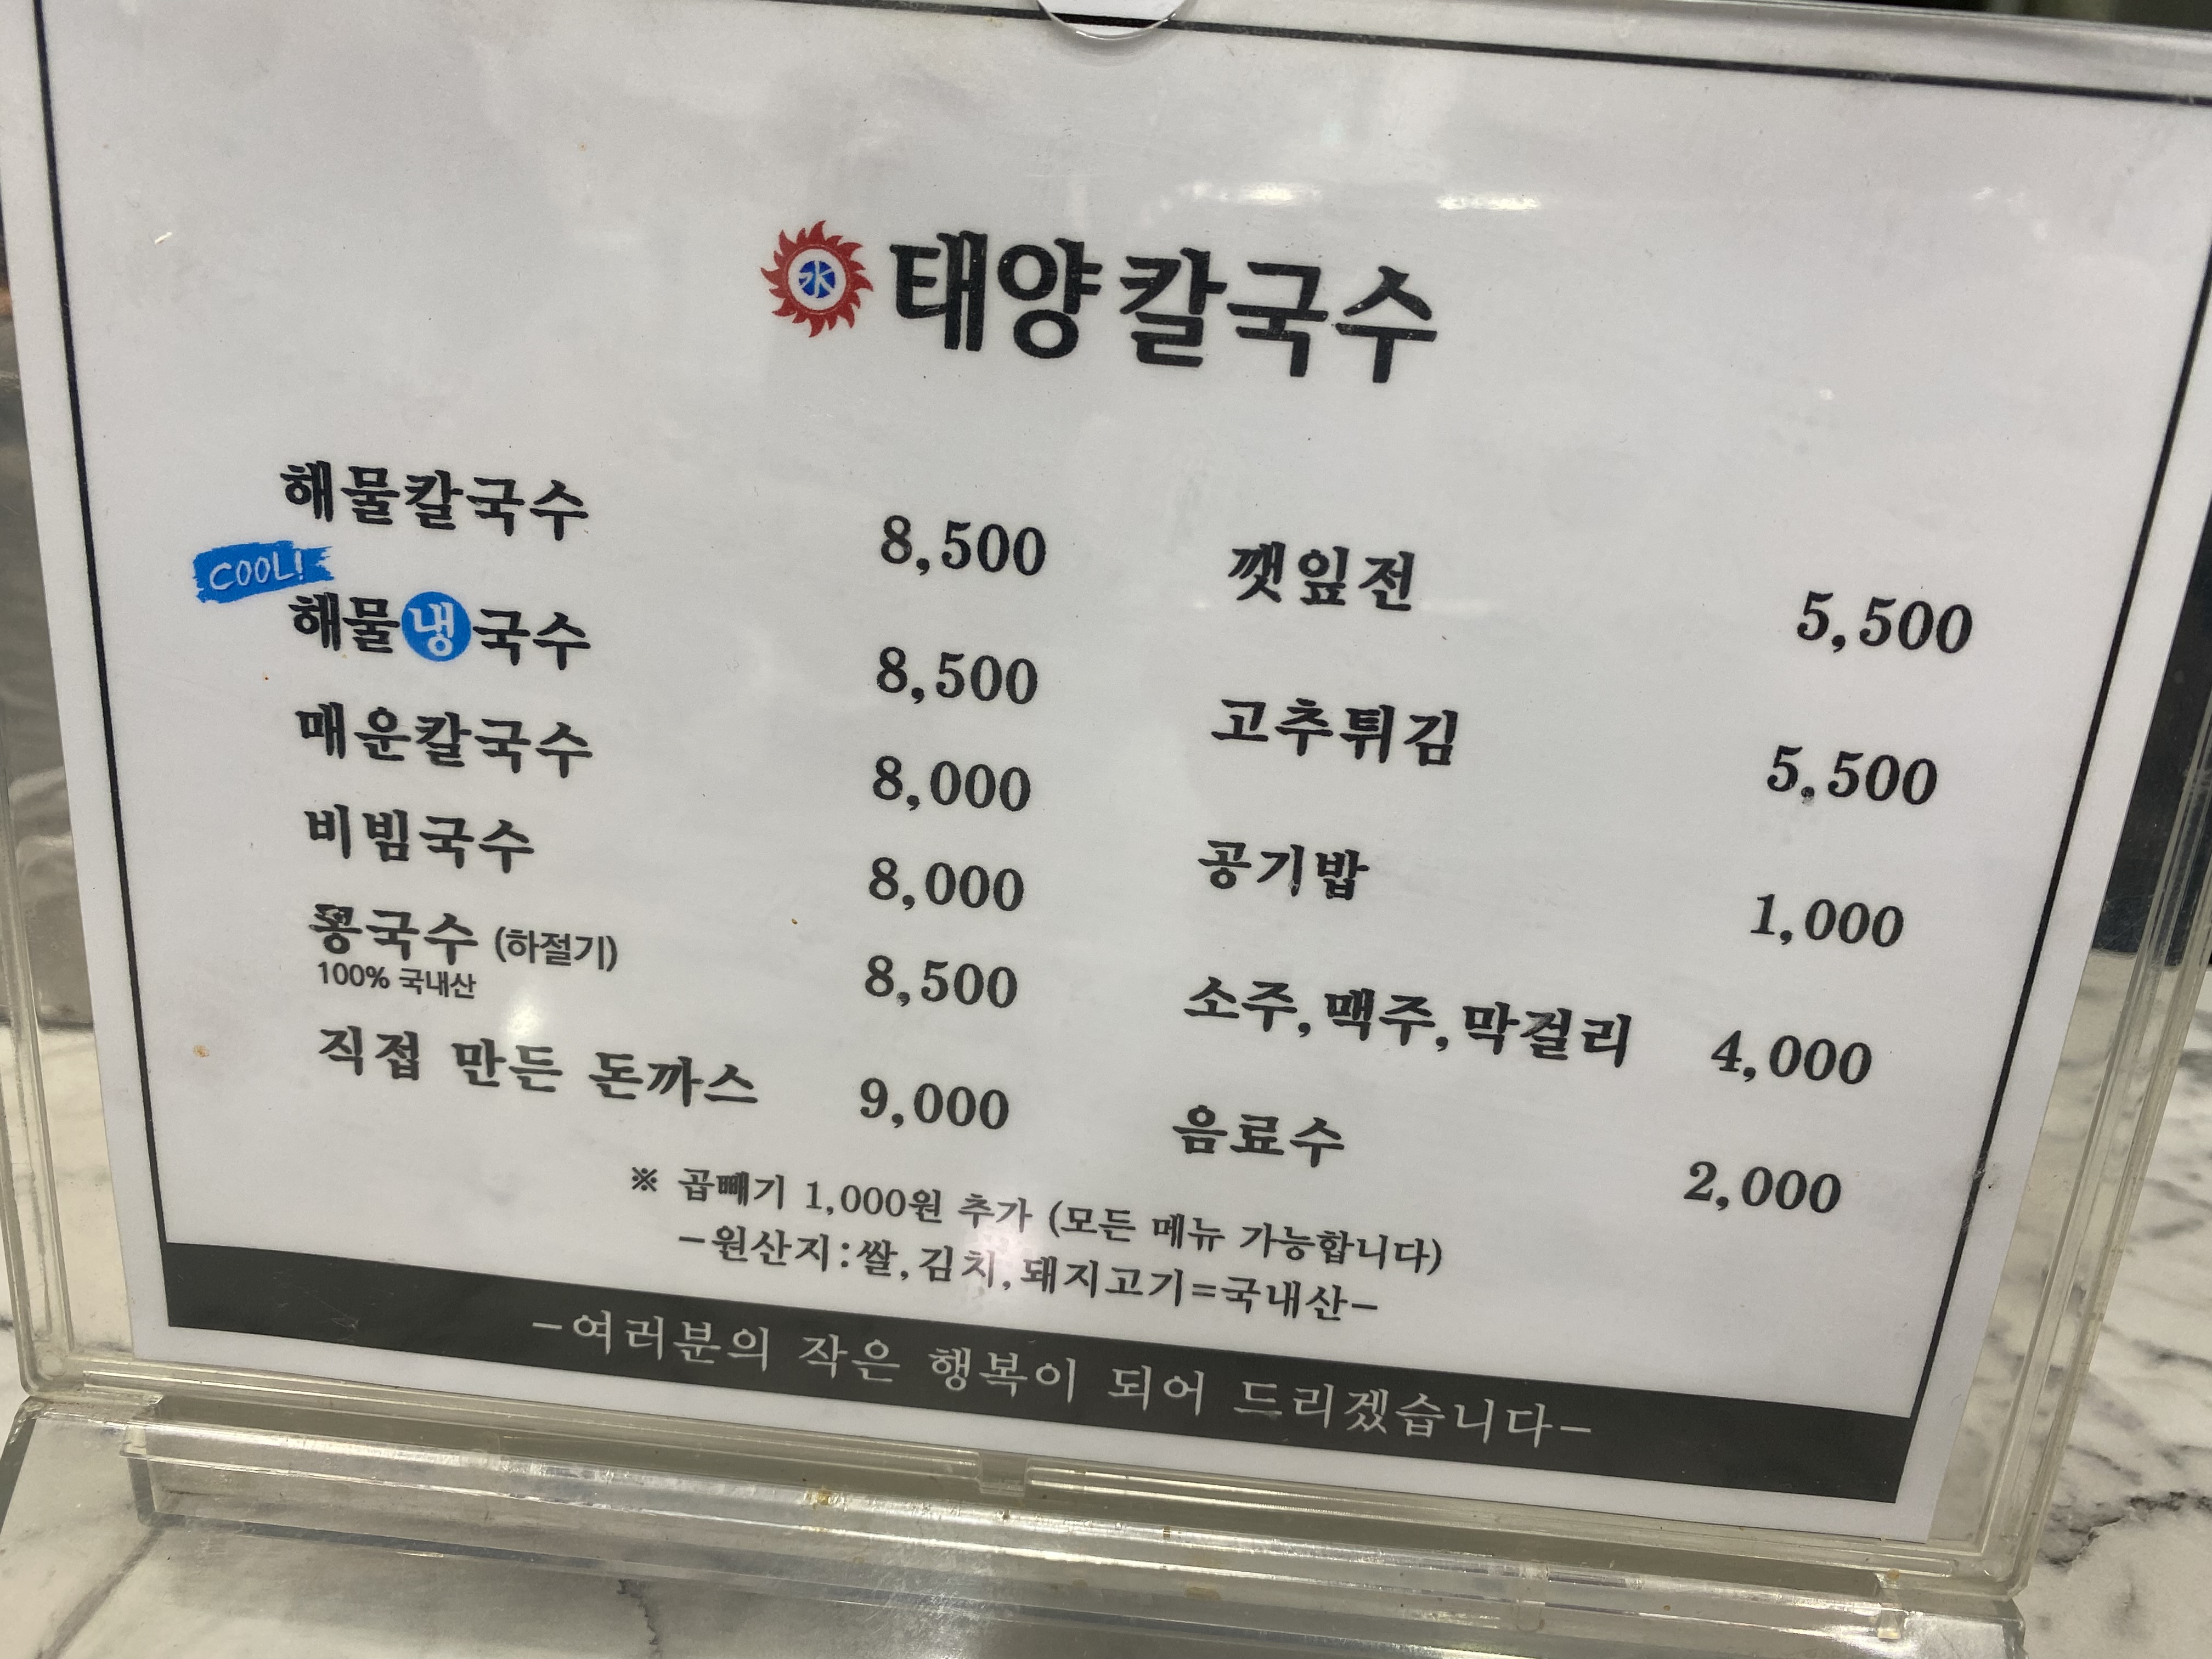 水 태양칼국수
해물칼국수 8,500
COOL!
해물냉국수 8,500
매운칼국수 8,000
비빔국수 8,000
콩국수 (하절기) 8,500
100% 국내산
직접 만든 돈까스 9,000
깻잎전 5,500
고추튀김 5,500
공기밥 1,000
소주,맥주,막걸리 4,000
음료수 2,000
※ 곱빼기 1,000원 추가 (모든 메뉴 가능합니다)
-원산지:쌀,김치,돼지고기=국내산-
-여러분의 작은 행복이 되어 드리겠습니다-